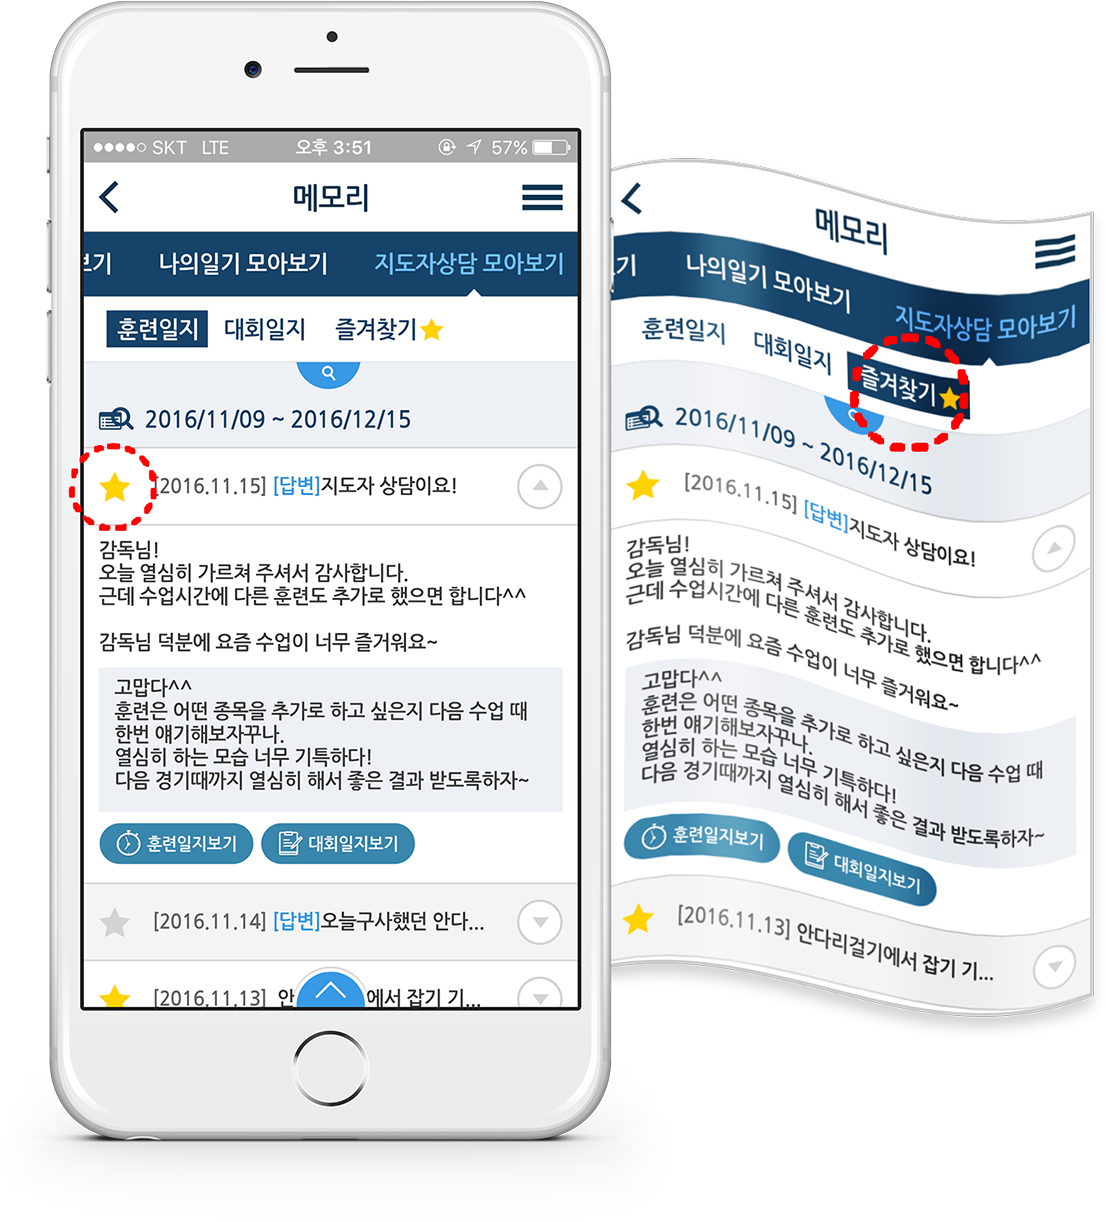 SKT LTE 오후 3:51 57%
메모리
보기 나의일기 모아보기 지도자상담 모아보기
훈련일지 대회일지 즐겨찾기
2016/11/09 ~ 2016/12/15
[2016.11.15] [답변]지도자 상담이요!
감독님!
오늘 열심히 가르쳐 주셔서 감사합니다.
근데 수업시간에 다른 훈련도 추가로 했으면 합니다^^
감독님 덕분에 요즘 수업이 너무 즐거워요~
고맙다^^
훈련은 어떤 종목을 추가로 하고 싶은지 다음 수업 때
한번 얘기해보자꾸나.
열심히 하는 모습 너무 기특하다!
다음 경기때까지 열심히 해서 좋은 결과 받도록하자~
훈련일지보기 대회일지보기
[2016.11.14] [답변]오늘구사했던 안다...
[2016.11.13] 안 에서 잡기 기...
메모리
기 나의일기 모아보기 지도자상담 모아보기
훈련일지 대회일지 즐겨찾기
2016/11/09 ~ 2016/12/15
[2016.11.15] [답변]지도자 상담이요!
감독님!
오늘 열심히 가르쳐 주셔서 감사합니다.
근데 수업시간에 다른 훈련도 추가로 했으면 합니다^^
감독님 덕분에 요즘 수업이 너무 즐거워요~
고맙다^^
훈련은 어떤 종목을 추가로 하고 싶은지 다음 수업 때
한번 얘기해보자꾸나.
열심히 하는 모습 너무 기특하다!
다음 경기때까지 열심히 해서 좋은 결과 받도록하자~
훈련일지보기 대회일지보기
[2016.11.13] 안다리걸기에서 잡기 기...